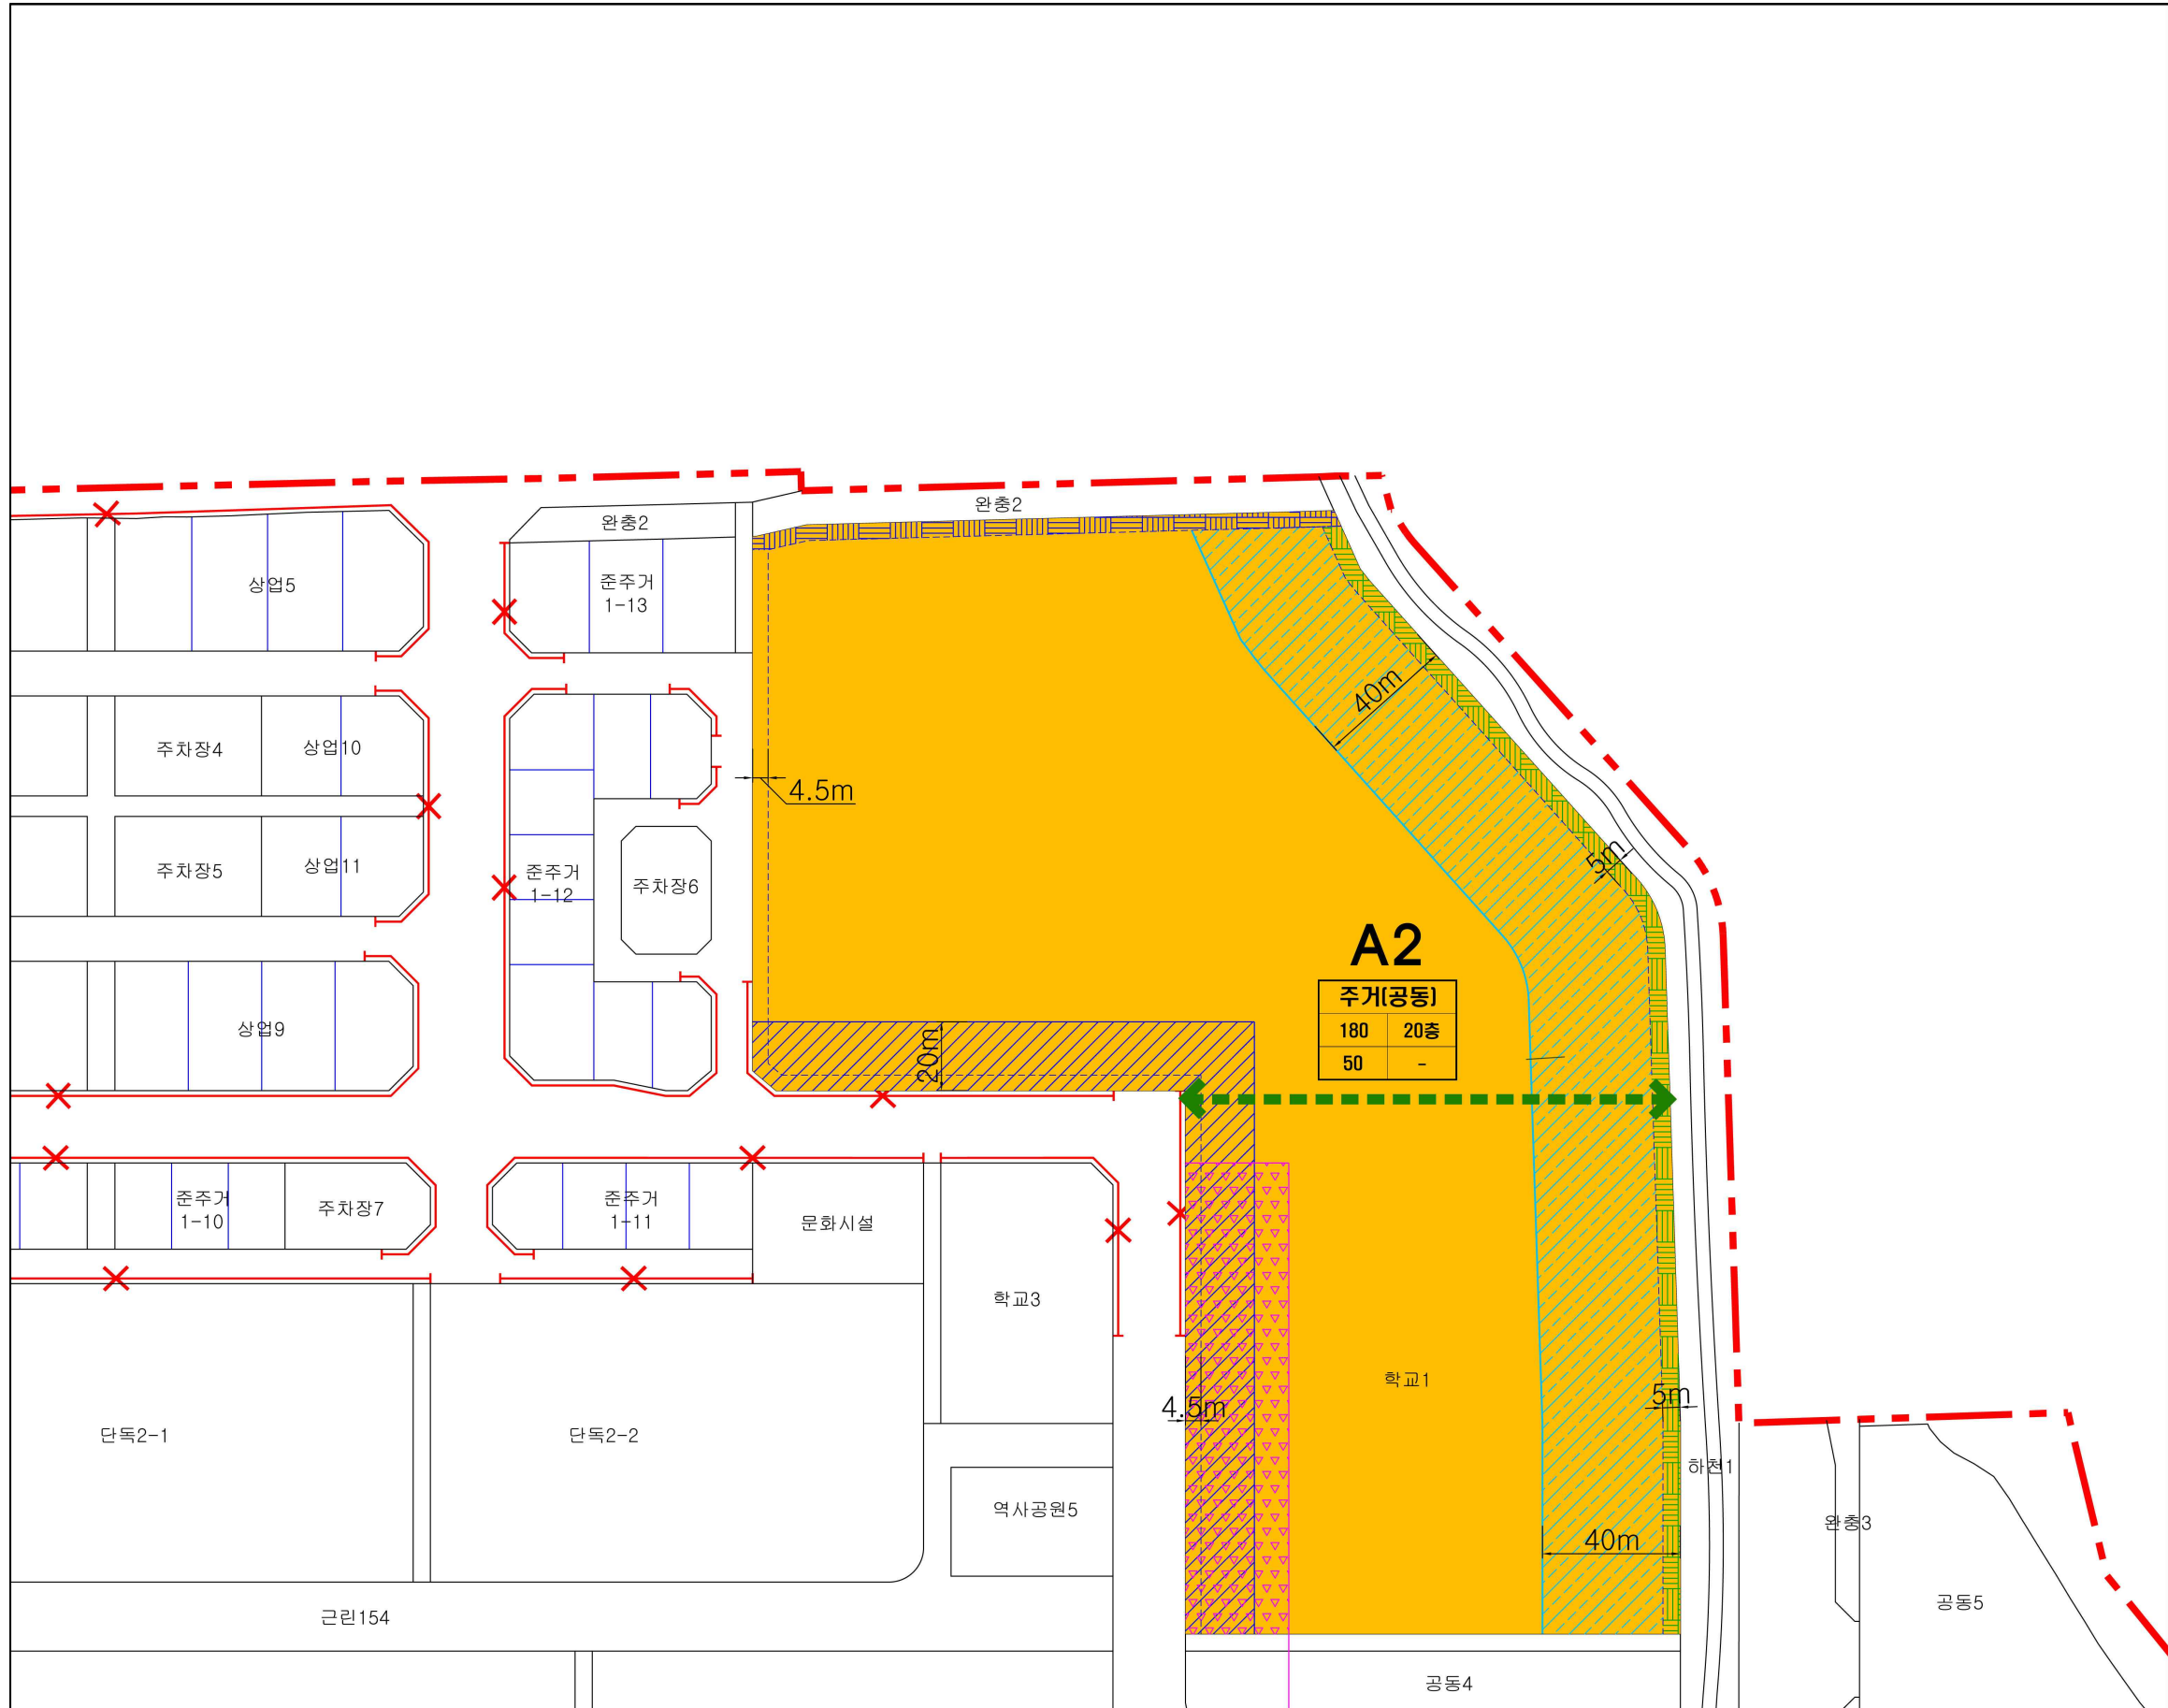 완충2
완충2
상업5
준주거
1-13
40m
주차장4
상업10
4.5m
주차장5
상업11
준주거
1-12
주차장6
5m
A2
주거(공동)
180 20층
50 -
상업9
20m
준주거
1-10
주차장7
준주거
1-11
문화시설
학교3
학교1
5m
4.5m
단독2-1
단독2-2
하천1
역사공원5
완충3
40m
공동5
근린154
공동4